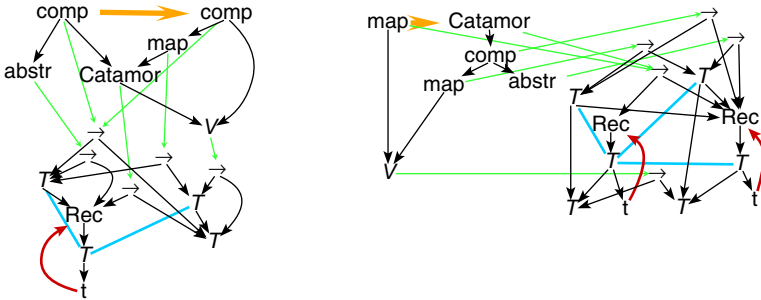 comp comp
map
abstr Catamor
V
→
→ → →
T → T
Rec
T
T
t
map Catamor
comp
map abstr
V
→
→ →
→ T
T
Rec Rec
T T
→
T t T t